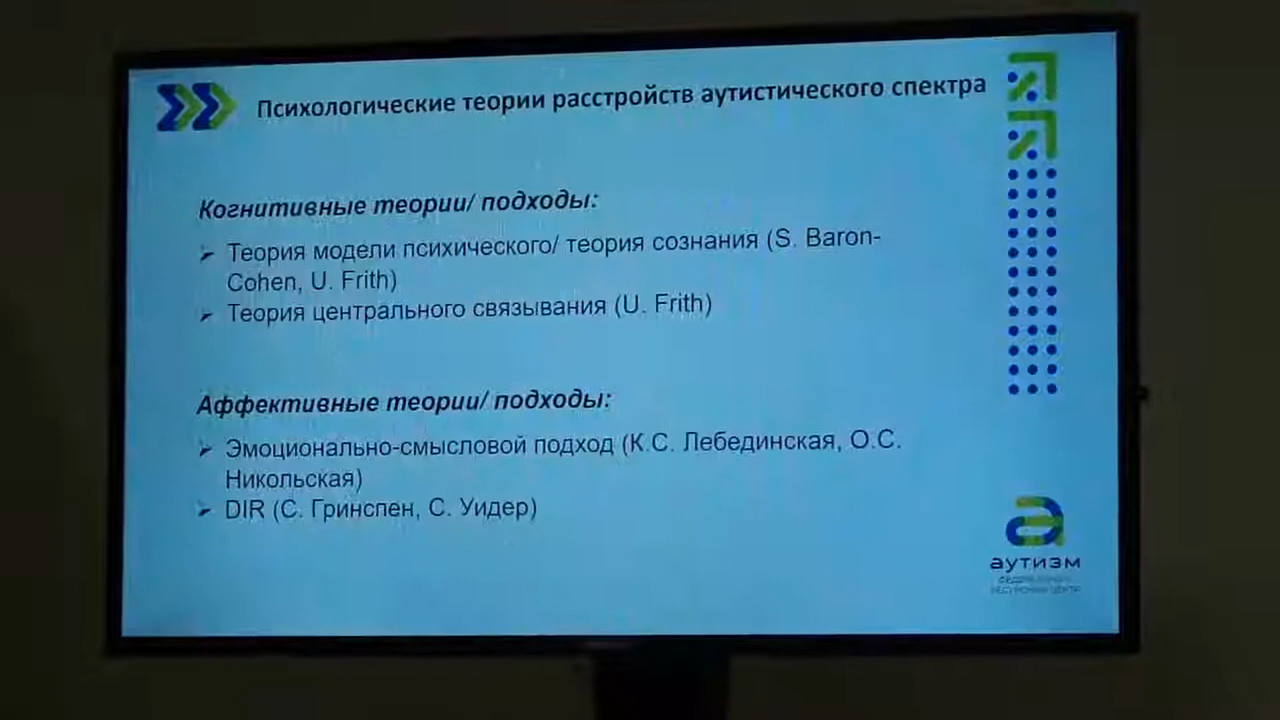 Психологические теории расстройств аутистического спектра
Когнитивные теории/ подходы:
Теория модели психического/ теория сознания (S. Baron-
Cohen, U. Frith)
Теория центрального связывания (U. Frith)
Аффективные теории/ подходы:
Эмоционально-смысловой подход (К.С. Лебединская, О.С.
Никольская)
DIR (С. Гринспен, С. Уидер)
аутизм